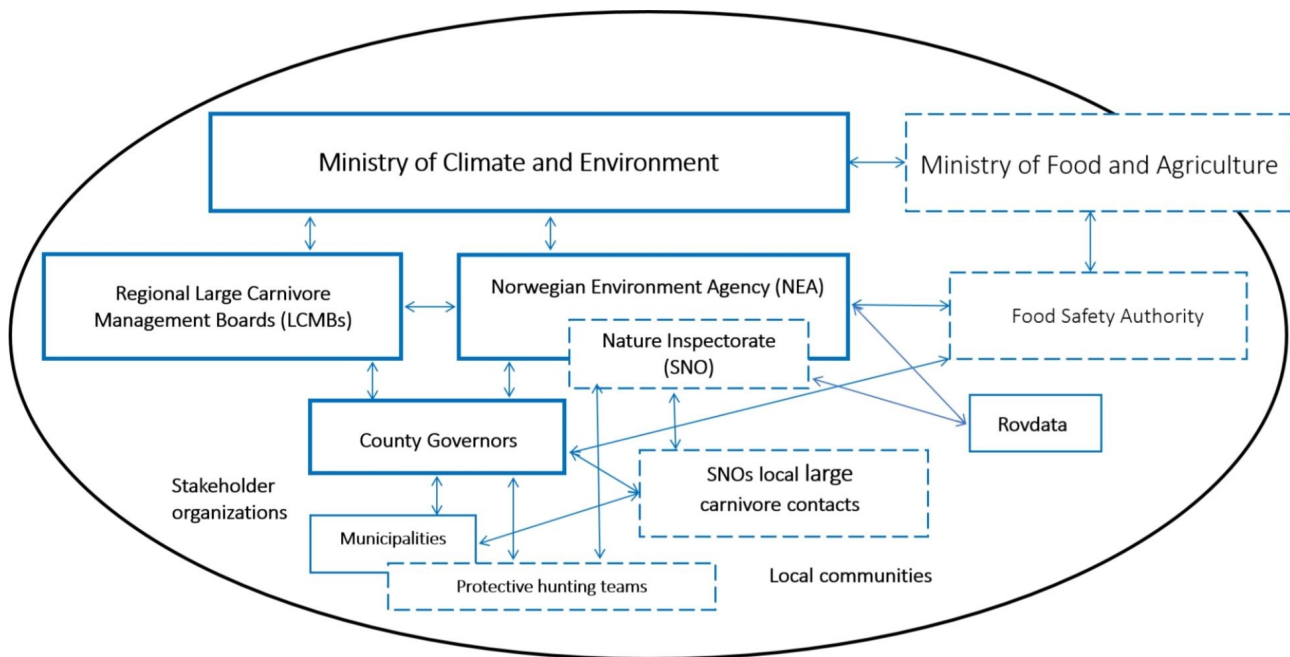 Ministry of Climate and Environment
Ministry of Food and Agriculture
Regional Large Carnivore
Management Boards (LCMBs)
Norwegian Environment Agency (NEA)
Nature Inspectorate
(SNO)
Food Safety Authority
Rovdata
County Governors
SNOs local large
carnivore contacts
Stakeholder
organizations
Municipalities
Protective hunting teams
Local communities